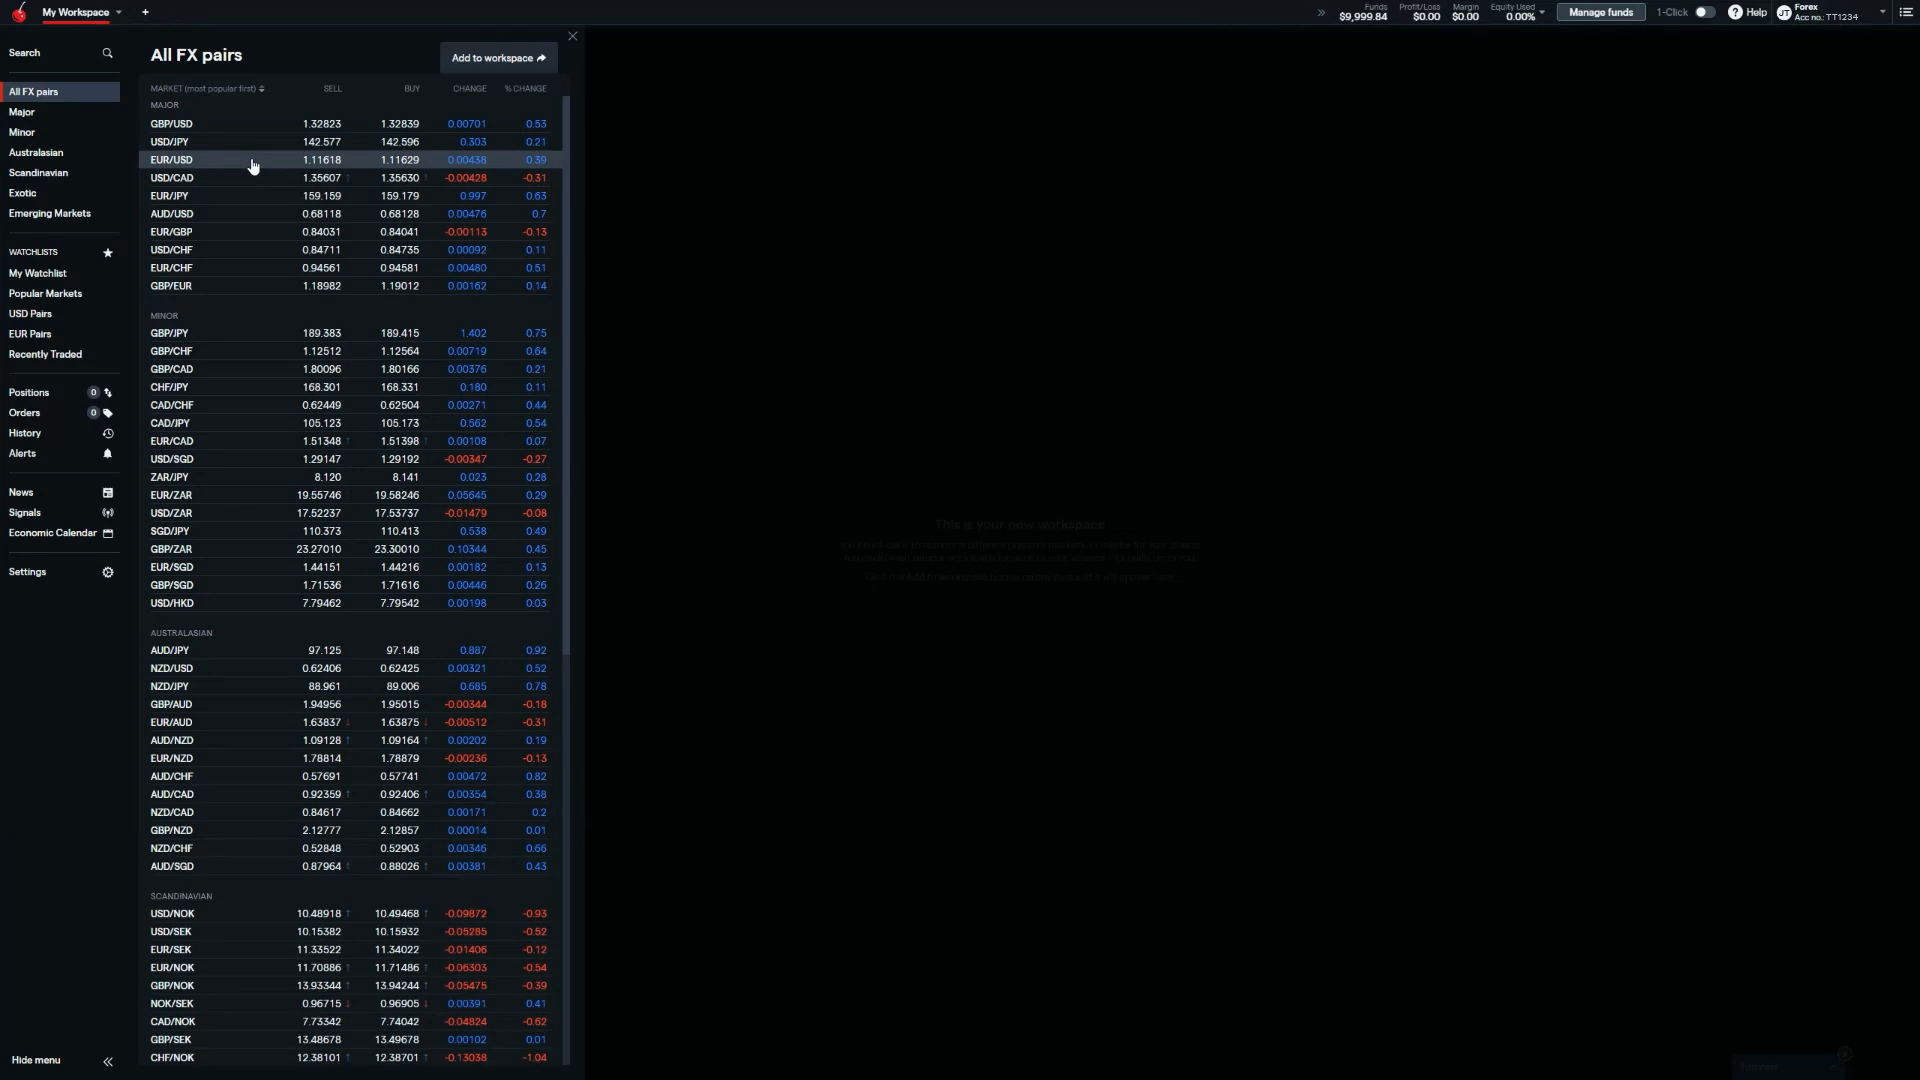 My Workspace
Funds
$9,999.84
Profit/Loss
$0.00
Margin
$0.00
Equity Used
0.00%
Manage funds
1-Click
Help
JT
Forex
Acc no.: TT1234
Search
All FX pairs
Major
Minor
Australasian
Scandinavian
Exotic
Emerging Markets
WATCHLISTS
My Watchlist
Popular Markets
USD Pairs
EUR Pairs
Recently Traded
Positions 0
Orders 0
History
Alerts
News
Signals
Economic Calendar
Settings
Hide menu
All FX pairs
Add to workspace
MARKET (most popular first) SELL BUY CHANGE % CHANGE
MAJOR
GBP/USD 1.32823 1.32839 0.00701 0.53
USD/JPY 142.577 142.596 0.303 0.21
EUR/USD 1.11618 1.11629 0.00438 0.39
USD/CAD 1.35607 1.35630 -0.00428 -0.31
EUR/JPY 159.159 159.179 0.997 0.63
AUD/USD 0.68118 0.68128 0.00476 0.7
EUR/GBP 0.84031 0.84041 -0.00113 -0.13
USD/CHF 0.84711 0.84735 0.00092 0.11
EUR/CHF 0.94561 0.94581 0.00480 0.51
GBP/EUR 1.18982 1.19012 0.00162 0.14
MINOR
GBP/JPY 189.383 189.415 1.402 0.75
GBP/CHF 1.12512 1.12564 0.00719 0.64
GBP/CAD 1.80096 1.80166 0.00376 0.21
CHF/JPY 168.301 168.331 0.180 0.11
CAD/CHF 0.62449 0.62504 0.00271 0.44
CAD/JPY 105.123 105.173 0.562 0.54
EUR/CAD 1.51348 1.51398 0.00108 0.07
USD/SGD 1.29147 1.29192 -0.00347 -0.27
ZAR/JPY 8.120 8.141 0.023 0.28
EUR/ZAR 19.55746 19.58246 0.05645 0.29
USD/ZAR 17.52237 17.53737 -0.01479 -0.08
SGD/JPY 110.373 110.413 0.538 0.49
GBP/ZAR 23.27010 23.30010 0.10344 0.45
EUR/SGD 1.44151 1.44216 0.00182 0.13
GBP/SGD 1.71536 1.71616 0.00446 0.26
USD/HKD 7.79462 7.79542 0.00198 0.03
AUSTRALASIAN
AUD/JPY 97.125 97.148 0.887 0.92
NZD/USD 0.62406 0.62425 0.00321 0.52
NZD/JPY 88.961 89.006 0.685 0.78
GBP/AUD 1.94956 1.95015 -0.00344 -0.18
EUR/AUD 1.63837 1.63875 -0.00512 -0.31
AUD/NZD 1.09128 1.09164 0.00202 0.19
EUR/NZD 1.78814 1.78879 -0.00236 -0.13
AUD/CHF 0.57691 0.57741 0.00472 0.82
AUD/CAD 0.92359 0.92406 0.00354 0.38
NZD/CAD 0.84617 0.84662 0.00171 0.2
GBP/NZD 2.12777 2.12857 0.00014 0.01
NZD/CHF 0.52848 0.52903 0.00346 0.66
AUD/SGD 0.87964 0.88026 0.00381 0.43
SCANDINAVIAN
USD/NOK 10.48918 10.49468 -0.09872 -0.93
USD/SEK 10.15382 10.15932 -0.05285 -0.52
EUR/SEK 11.33522 11.34022 -0.01406 -0.12
EUR/NOK 11.70886 11.71486 -0.06303 -0.54
GBP/NOK 13.93344 13.94244 -0.05475 -0.39
NOK/SEK 0.96715 0.96905 0.00391 0.41
CAD/NOK 7.73342 7.74042 -0.04824 -0.62
GBP/SEK 13.48678 13.49678 0.00102 0.01
CHF/NOK 12.38101 12.38701 -0.13038 -1.04
This is your new workspace